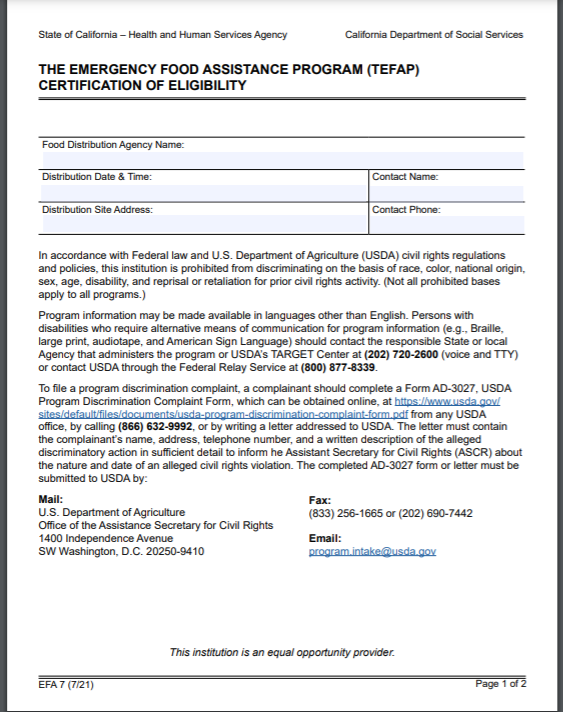 State of California – Health and Human Services Agency California Department of Social Services
THE EMERGENCY FOOD ASSISTANCE PROGRAM (TEFAP)
CERTIFICATION OF ELIGIBILITY
Food Distribution Agency Name:
Distribution Date & Time: Contact Name:
Distribution Site Address: Contact Phone:
In accordance with Federal law and U.S. Department of Agriculture (USDA) civil rights regulations
and policies, this institution is prohibited from discriminating on the basis of race, color, national origin,
sex, age, disability, and reprisal or retaliation for prior civil rights activity. (Not all prohibited bases
apply to all programs.)
Program information may be made available in languages other than English. Persons with
disabilities who require alternative means of communication for program information (e.g., Braille,
large print, audiotape, and American Sign Language) should contact the responsible State or local
Agency that administers the program or USDA's TARGET Center at (202) 720-2600 (voice and TTY)
or contact USDA through the Federal Relay Service at (800) 877-8339.
To file a program discrimination complaint, a complainant should complete a Form AD-3027, USDA
Program Discrimination Complaint Form, which can be obtained online, at https://www.usda.gov/
sites/default/files/documents/usda-program-discrimination-complaint-form.pdf from any USDA
office, by calling (866) 632-9992, or by writing a letter addressed to USDA. The letter must contain
the complainant's name, address, telephone number, and a written description of the alleged
discriminatory action in sufficient detail to inform he Assistant Secretary for Civil Rights (ASCR) about
the nature and date of an alleged civil rights violation. The completed AD-3027 form or letter must be
submitted to USDA by:
Mail:
U.S. Department of Agriculture
Office of the Assistance Secretary for Civil Rights
1400 Independence Avenue
SW Washington, D.C. 20250-9410
Fax:
(833) 256-1665 or (202) 690-7442
Email:
program.intake@usda.gov
This institution is an equal opportunity provider.
EFA 7 (7/21) Page 1 of 2